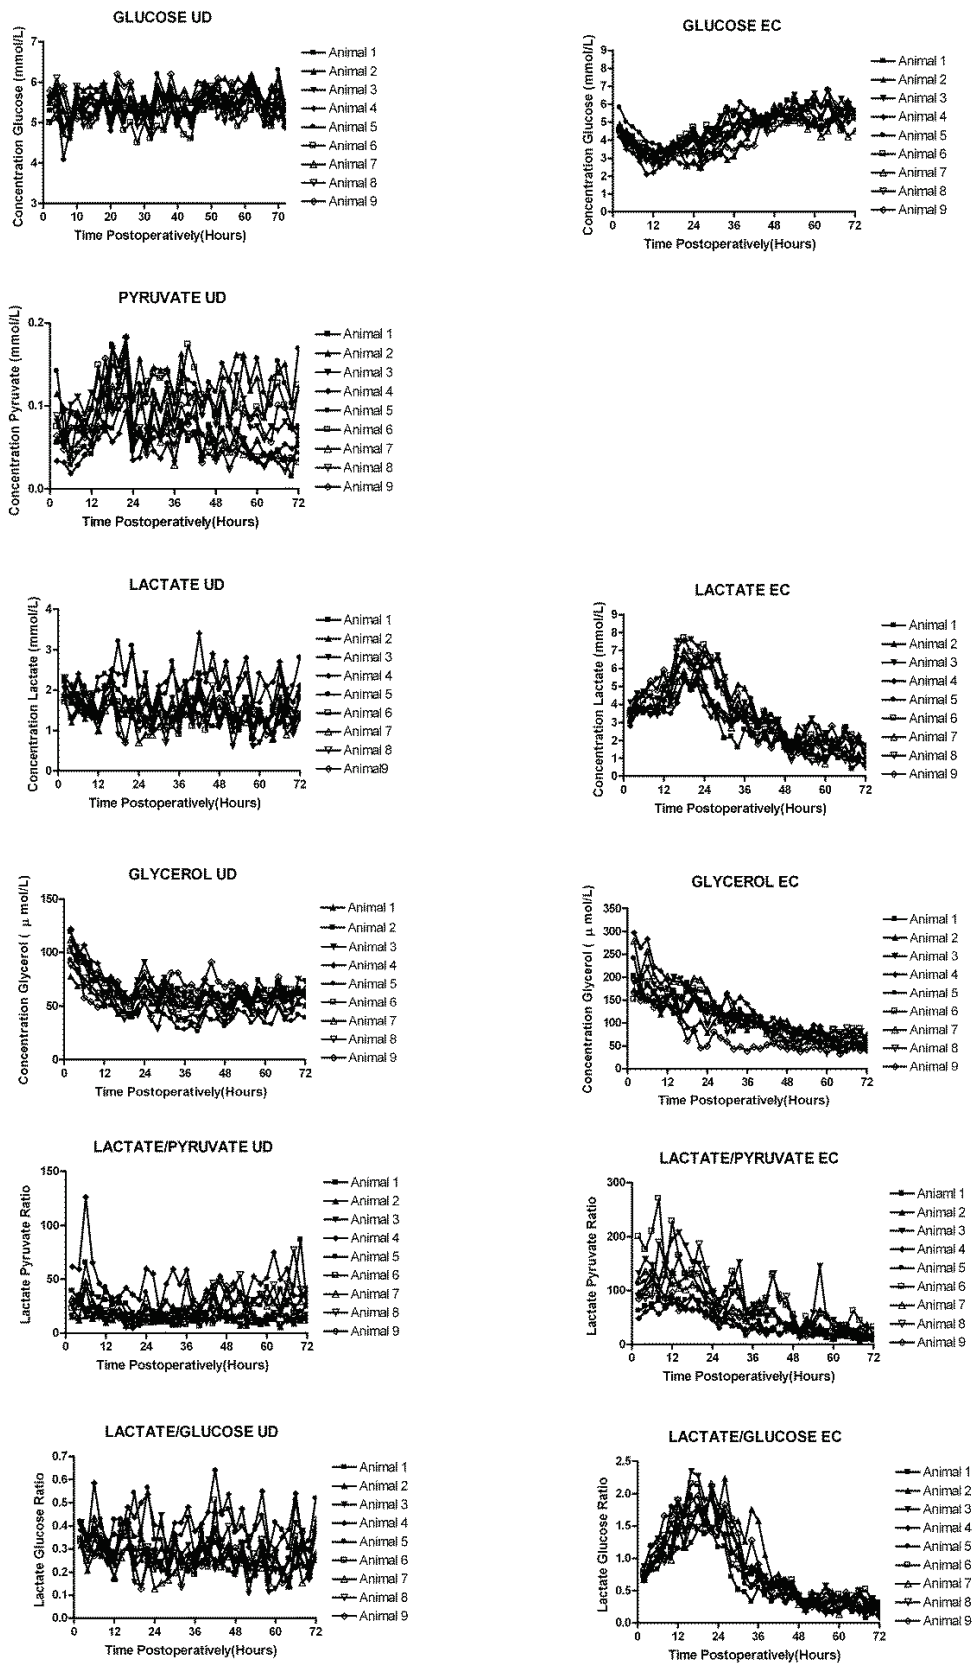 GLUCOSE UD
Concentration Glucose (mmol/L)
7
6
5
4
3
0 10 20 30 40 50 60 70
Time Postoperatively(Hours)
Animal 1
Animal 2
Animal 3
Animal 4
Animal 5
Animal 6
Animal 7
Animal 8
Animal 9
GLUCOSE EC
Concentration Glucose (mmol/L)
9
8
7
6
5
4
3
2
1
0
0 12 24 36 48 60 72
Time Postoperatively(Hours)
Animal 1
Animal 2
Animal 3
Animal 4
Animal 5
Animal 6
Animal 7
Animal 8
Animal 9
PYRUVATE UD
Concentration Pyruvate (mmol/L)
0.2
0.1
0.0
0 12 24 36 48 60 72
Time Postoperatively(Hours)
Animal 1
Animal 2
Animal 3
Animal 4
Animal 5
Animal 6
Animal 7
Animal 8
Animal 9
LACTATE UD
Concentration Lactate (mmol/L)
4
3
2
1
0
0 12 24 36 48 60 72
Time Postoperatively(Hours)
Animal 1
Animal 2
Animal 3
Animal 4
Animal 5
Animal 6
Animal 7
Animal 8
Animal9
LACTATE EC
Concentration Lactate (mmol/L)
9
8
7
6
5
4
3
2
1
0
0 12 24 36 48 60 72
Time Postoperatively(Hours)
Animal 1
Animal 2
Animal 3
Animal 4
Animal 5
Animal 6
Animal 7
Animal 8
Animal 9
GLYCEROL UD
Concentration Glycerol ( μ mol/L)
150
100
50
0
0 12 24 36 48 60 72
Time Postoperatively(Hours)
Animal 1
Animal 2
Animal 3
Animal 4
Animal 5
Animal 6
Animal 7
Animal 8
Animal 9
GLYCEROL EC
Concentration Glycerol ( μ mol/L)
350
300
250
200
150
100
50
0
0 12 24 36 48 60 72
Time Postoperatively(Hours)
Animal 1
Animal 2
Animal 3
Animal 4
Animal 5
Animal 6
Animal 7
Animal 8
Animal 9
LACTATE/PYRUVATE UD
Lactate Pyruvate Ratio
150
100
50
0
0 12 24 36 48 60 72
Time Postoperatively(Hours)
Animal 1
Animal 2
Animal 3
Animal 4
Animal 5
Animal 6
Animal 7
Animal 8
Animal 9
LACTATE/PYRUVATE EC
Lactate Pyruvate Ratio
300
200
100
0
0 12 24 36 48 60 72
Time Postoperatively(Hours)
Aniaml 1
Animal 2
Animal 3
Animal 4
Animal 5
Animal 6
Animal 7
Animal 8
Animal 9
LACTATE/GLUCOSE UD
Lactate Glucose Ratio
0.7
0.6
0.5
0.4
0.3
0.2
0.1
0.0
0 12 24 36 48 60 72
Time Postoperatively(Hours)
Animal 1
Animal 2
Animal 3
Animal 4
Animal 5
Animal 6
Animal 7
Animal 8
Animal 9
LACTATE/GLUCOSE EC
Lactate Glucose Ratio
2.5
2.0
1.5
1.0
0.5
0.0
0 12 24 36 48 60 72
Time Postoperatively(Hours)
Animal 1
Animal 2
Animal 3
Animal 4
Animal 5
Animal 6
Animal 7
Animal 8
Animal 9